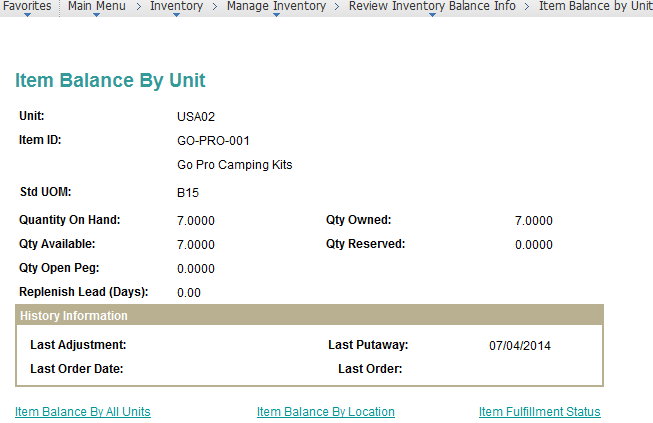 Favorites Main Menu > Inventory > Manage Inventory > Review Inventory Balance Info > Item Balance by Unit
Item Balance By Unit
Unit: USA02
Item ID: GO-PRO-001
Go Pro Camping Kits
Std UOM: B15
Quantity On Hand: 7.0000 Qty Owned: 7.0000
Qty Available: 7.0000 Qty Reserved: 0.0000
Qty Open Peg: 0.0000
Replenish Lead (Days): 0.00
History Information
Last Adjustment: Last Putaway: 07/04/2014
Last Order Date: Last Order:
Item Balance By All Units Item Balance By Location Item Fulfillment Status